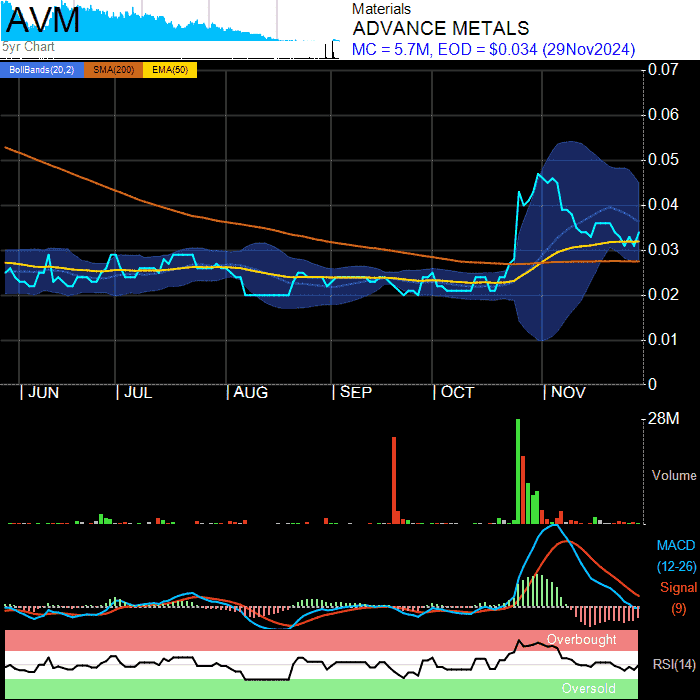 AVM
5yr Chart
Materials
ADVANCE METALS
MC = 5.7M, EOD = $0.034 (29Nov2024)
BollBands(20,2) SMA(200) EMA(50)
0.07
0.06
0.05
0.04
0.03
0.02
0.01
0
JUN JUL AUG SEP OCT NOV
28M
Volume
MACD
(12-26)
Signal
(9)
Overbought
RSI(14)
Oversold